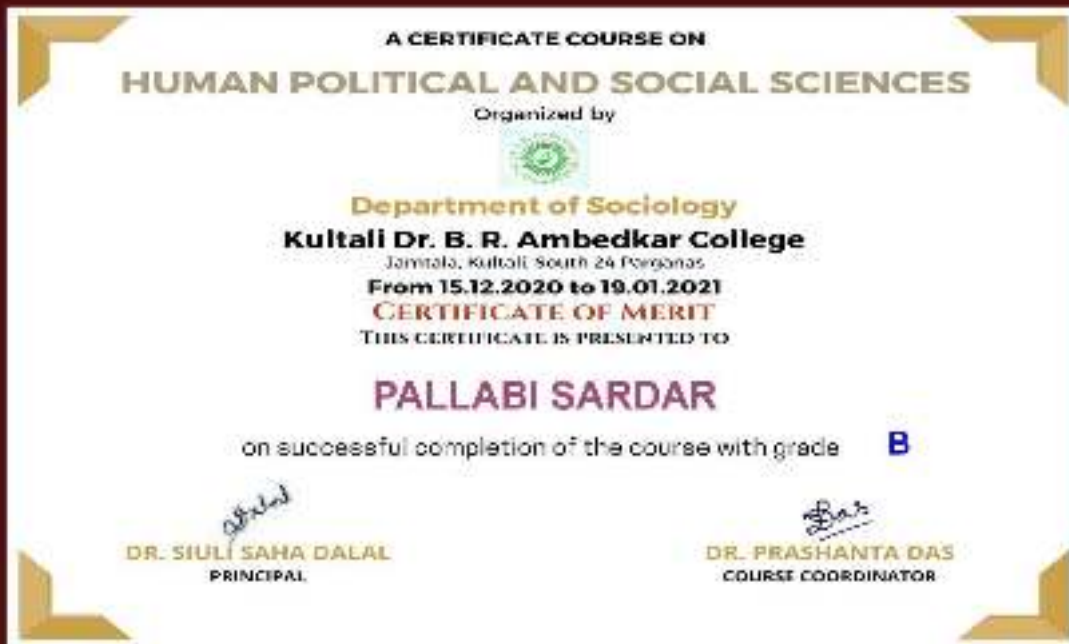 A CERTIFICATE COURSE ON
HUMAN POLITICAL AND SOCIAL SCIENCES
Organized by
Department of Sociology
Kultali Dr. B. R. Ambedkar College
Jamtala, Kultali, South 24 Parganas
From 15.12.2020 to 19.01.2021
CERTIFICATE OF MERIT
THIS CERTIFICATE IS PRESENTED TO
PALLABI SARDAR
on successful completion of the course with grade B
DR. SIULI SAHA DALAL
PRINCIPAL
DR. PRASHANTA DAS
COURSE COORDINATOR